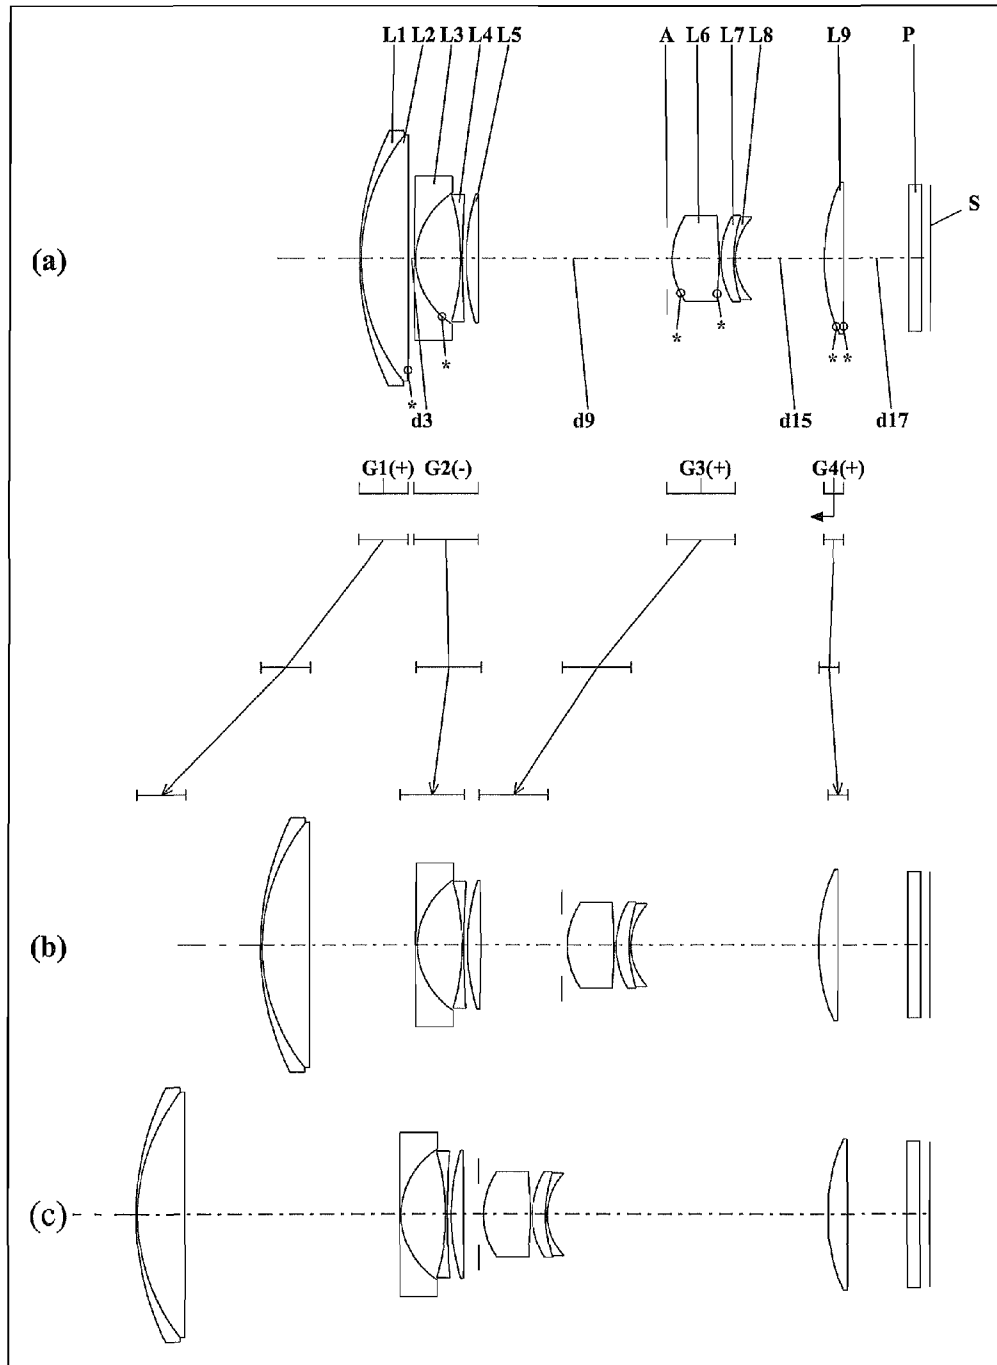 L1 L2 L3 L4 L5 A L6 L7 L8 L9 P
S
(a)
* * * * * *
d3 d9 d15 d17
G1(+) G2(-) G3(+) G4(+)
(b)
(c)